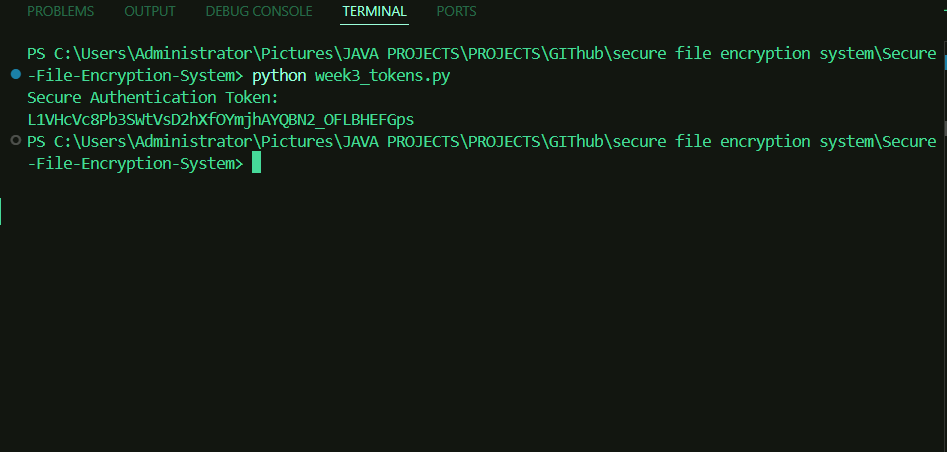 PROBLEMS OUTPUT DEBUG CONSOLE TERMINAL PORTS
PS C:\Users\Administrator\Pictures\JAVA PROJECTS\PROJECTS\GIThub\secure file encryption system\Secure
-File-Encryption-System> python week3_tokens.py
Secure Authentication Token:
L1VHcVc8Pb3SWtVsD2hXfOYmjhAYQBN2_OFLBHEFGps
PS C:\Users\Administrator\Pictures\JAVA PROJECTS\PROJECTS\GIThub\secure file encryption system\Secure
-File-Encryption-System>